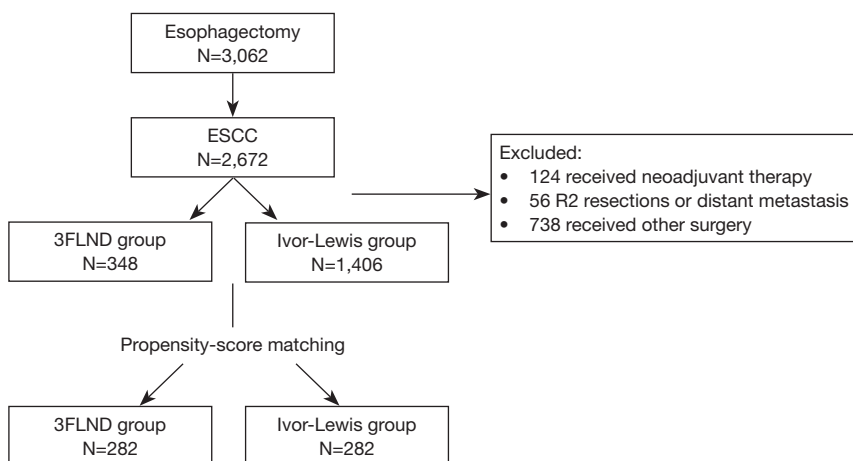 Esophagectomy
N=3,062
ESCC
N=2,672
Excluded:
• 124 received neoadjuvant therapy
• 56 R2 resections or distant metastasis
• 738 received other surgery
3FLND group
N=348
Ivor-Lewis group
N=1,406
Propensity-score matching
3FLND group
N=282
Ivor-Lewis group
N=282